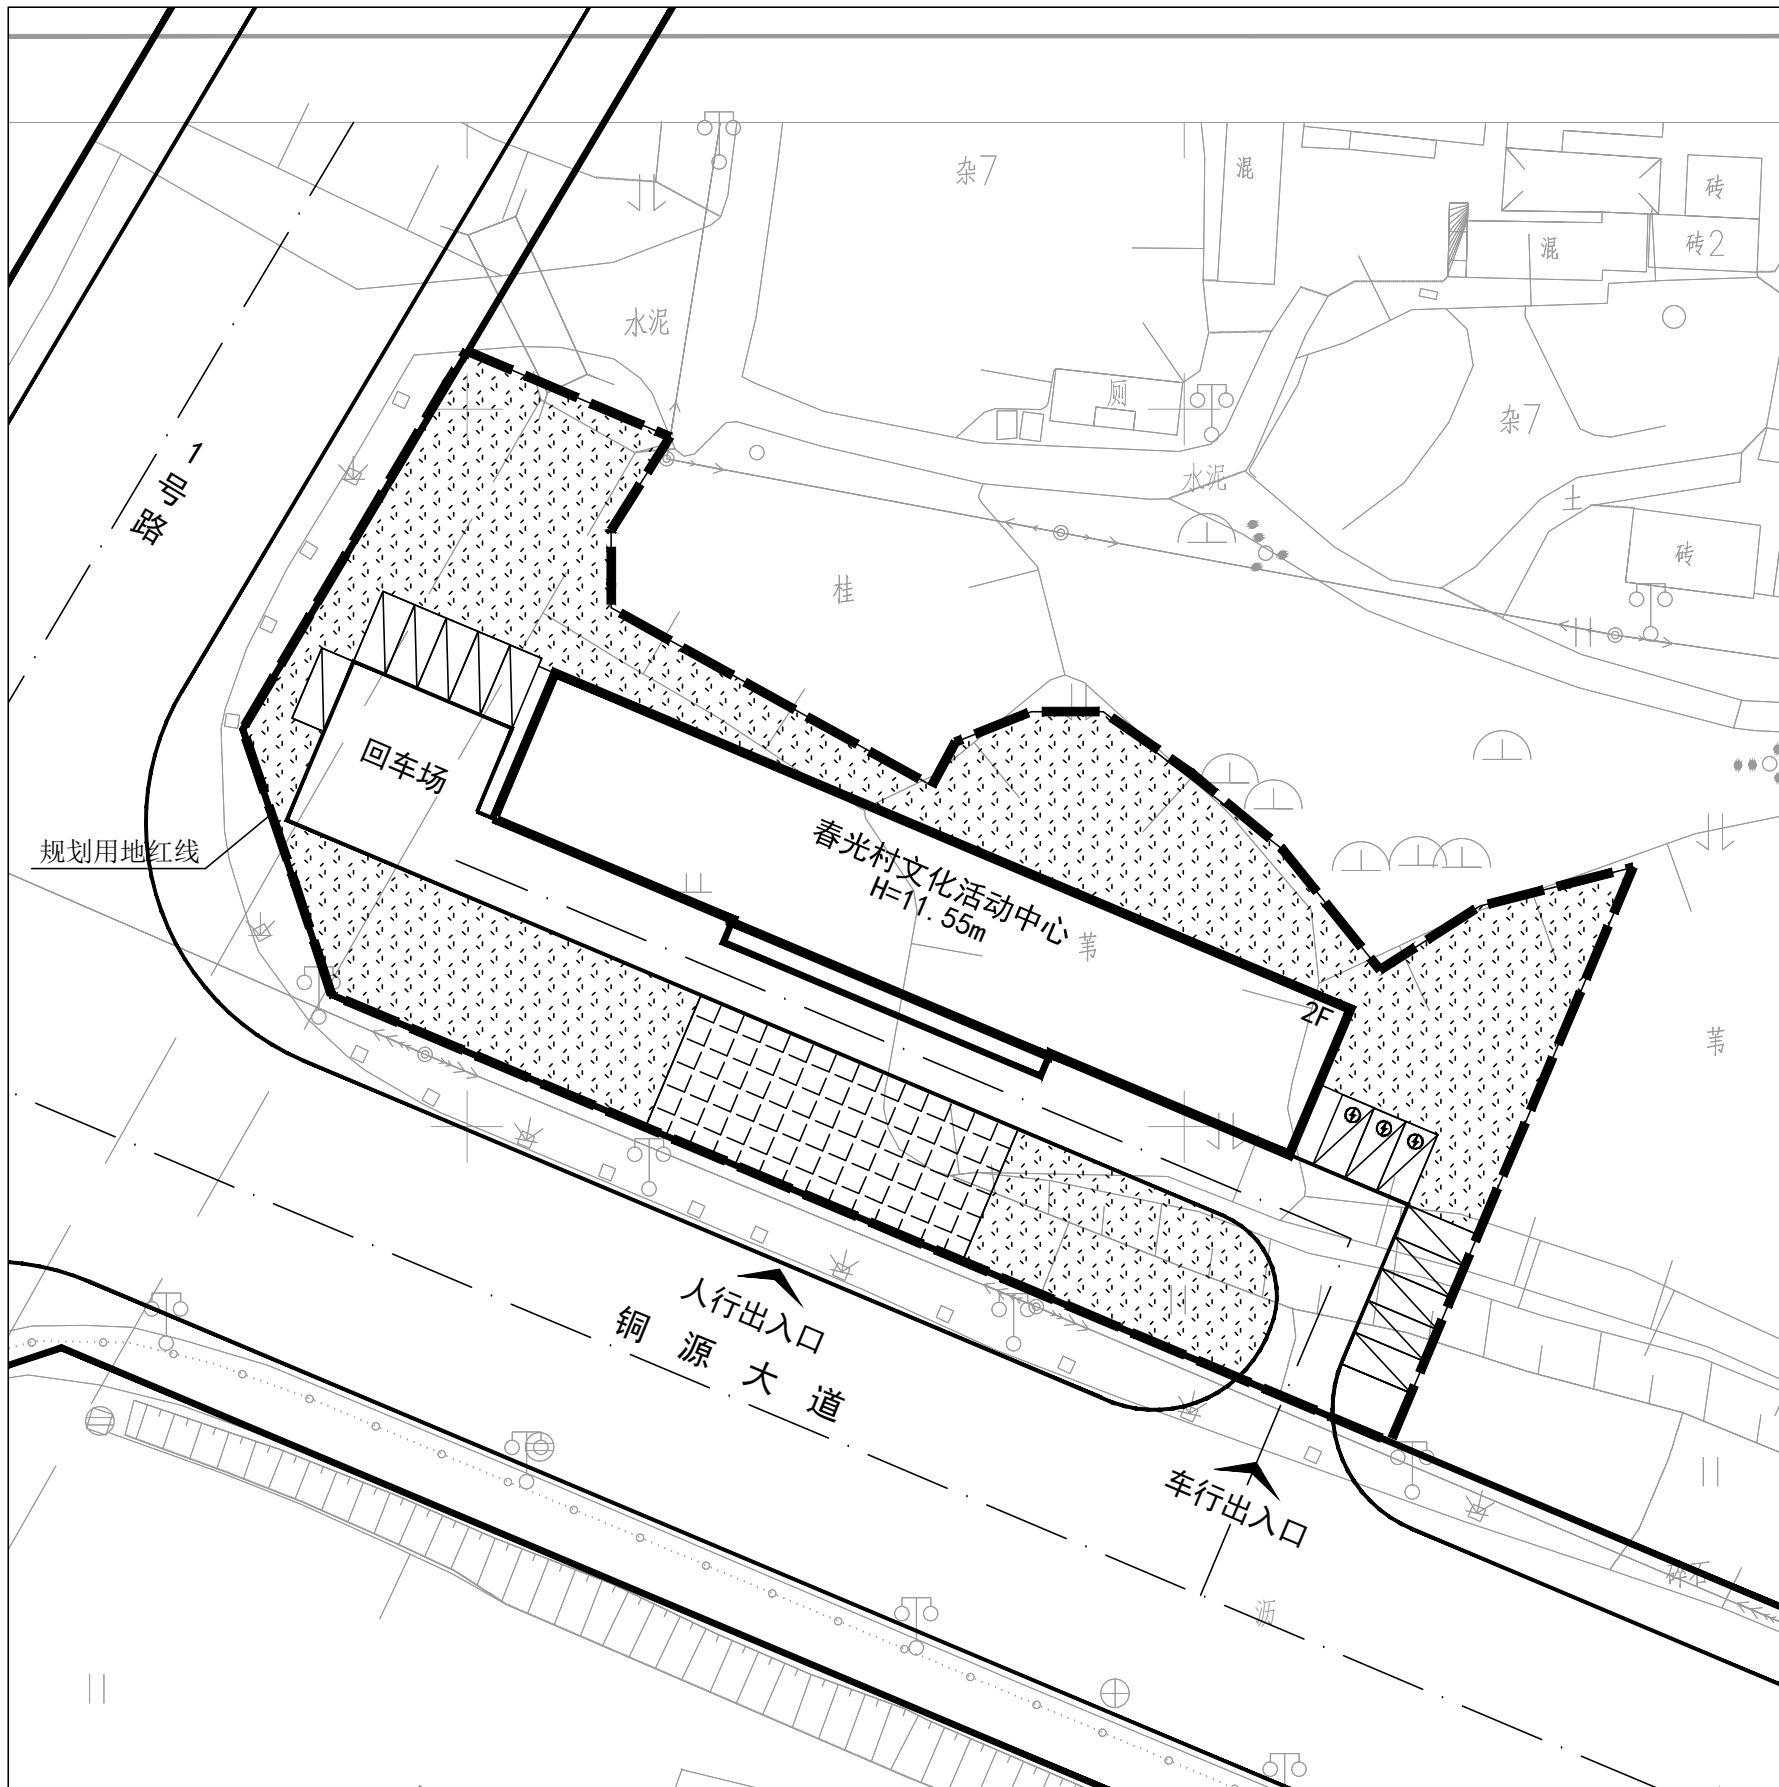 杂7
混
砖
砖2
混
水泥
厕
杂7
1号路
水泥
土
砖
桂
回车场
规划用地红线
春光村文化活动中心
H=11.55m
苇
2F
苇
人行出入口
铜源大道
车行出入口
碎石
沥